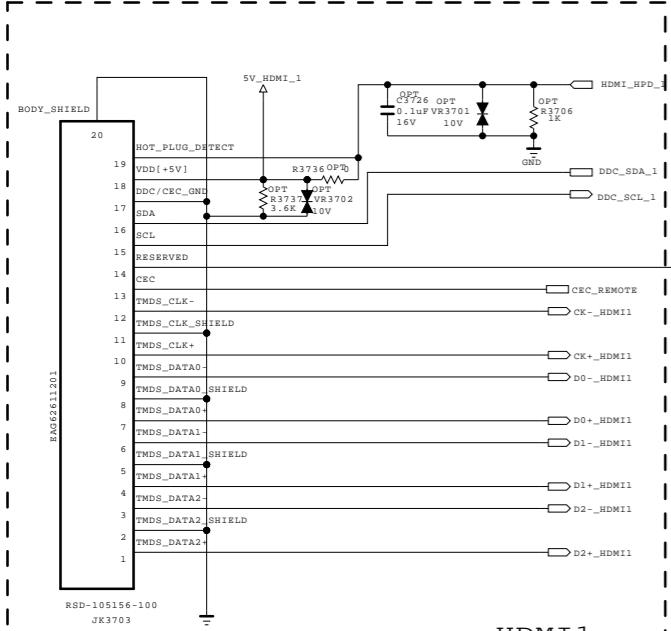 5V_HDMI_1
HDMI_HPD_1
OPT
C3726
0.1uF
16V
OPT
VR3701
10V
OPT
R3706
1K
GND
BODY_SHIELD
20
HOT_PLUG_DETECT
19
VDD[+5V]
R3736
OPT
0
18
DDC/CEC_GND
OPT
R3737
3.6K
OPT
VR3702
10V
17
SDA
DDC_SDA_1
16
SCL
DDC_SCL_1
15
RESERVED
14
CEC
CEC_REMOTE
13
TMDS_CLK-
CK-_HDMI1
12
TMDS_CLK_SHIELD
11
TMDS_CLK+
CK+_HDMI1
10
TMDS_DATA0-
D0-_HDMI1
9
TMDS_DATA0_SHIELD
8
TMDS_DATA0+
D0+_HDMI1
7
TMDS_DATA1-
D1-_HDMI1
6
TMDS_DATA1_SHIELD
5
TMDS_DATA1+
D1+_HDMI1
4
TMDS_DATA2-
D2-_HDMI1
3
TMDS_DATA2_SHIELD
2
TMDS_DATA2+
D2+_HDMI1
1
EAG62611201
RSD-105156-100
JK3703
HDMI1